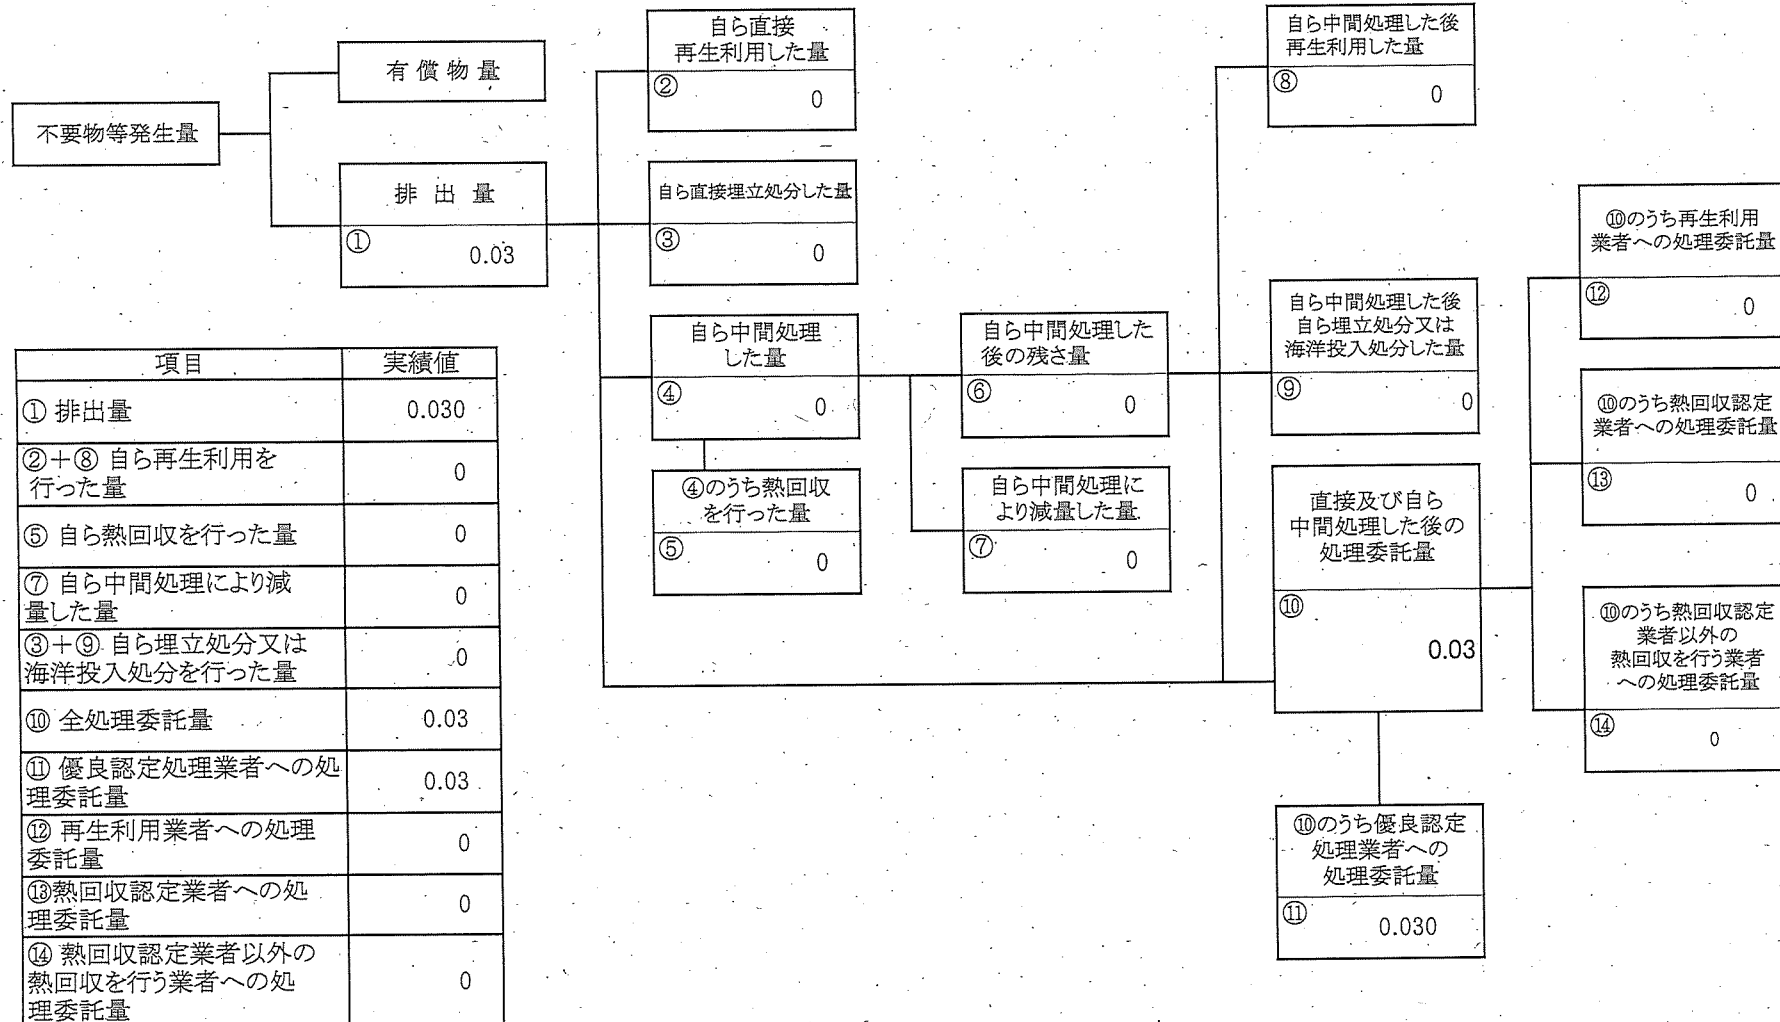 不要物等発生量
有償物量
排出量
①
0.03
自ら直接
再生利用した量
②
0
自ら直接埋立処分した量
③
0
自ら中間処理
した量
④
0
④のうち熱回収
を行った量
⑤
0
自ら中間処理した
後の残さ量
⑥
0
自ら中間処理に
より減量した量
⑦
0
自ら中間処理した後
再生利用した量
⑧
0
自ら中間処理した後
自ら埋立処分又は
海洋投入処分した量
⑨
0
直接及び自ら
中間処理した後の
処理委託量
⑩
0.03
⑩のうち優良認定
処理業者への
処理委託量
⑪
0.030
⑩のうち再生利用
業者への処理委託量
⑫
0
⑩のうち熱回収認定
業者への処理委託量
⑬
0
⑩のうち熱回収認定
業者以外の
熱回収を行う業者
への処理委託量
⑭
0
項目 実績値
① 排出量 0.030
②+⑧ 自ら再生利用を
行った量 0
⑤ 自ら熱回収を行った量 0
⑦ 自ら中間処理により減
量した量 0
③+⑨ 自ら埋立処分又は
海洋投入処分を行った量 0
⑩ 全処理委託量 0.03
⑪ 優良認定処理業者への処
理委託量 0.03
⑫ 再生利用業者への処理
委託量 0
⑬熱回収認定業者への処
理委託量 0
⑭ 熱回収認定業者以外の
熱回収を行う業者への処
理委託量 0